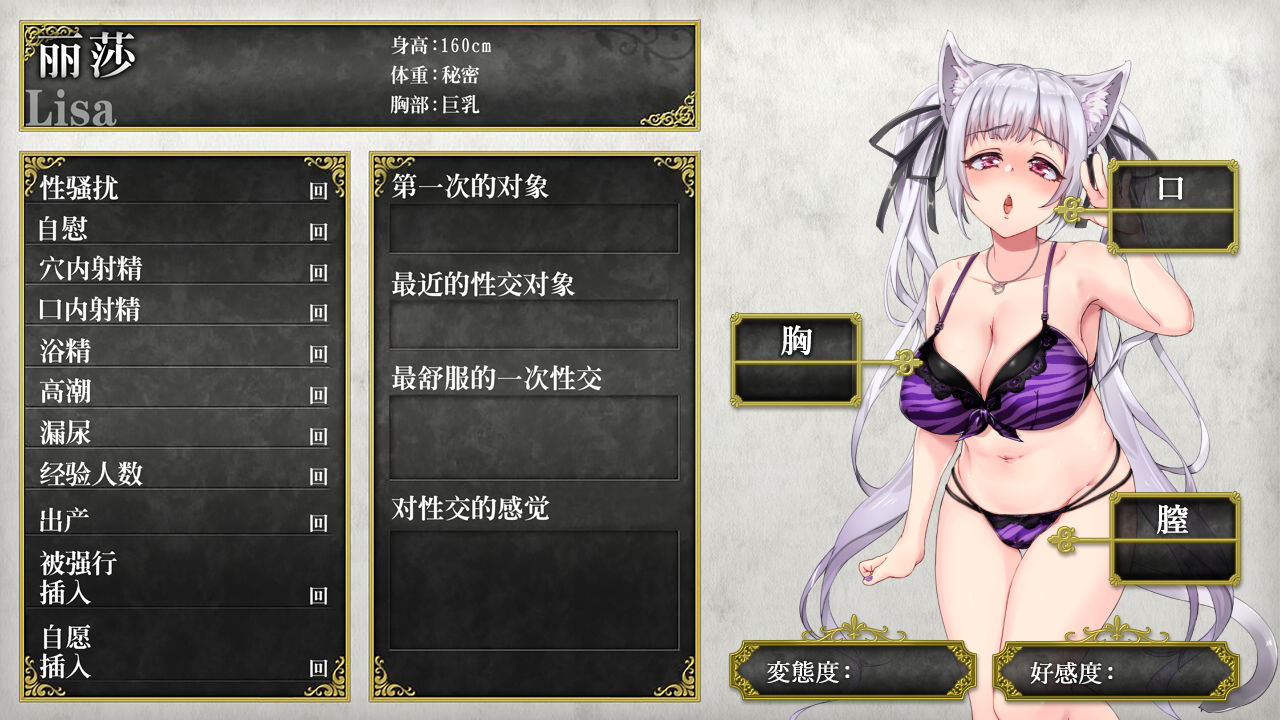 丽莎
Lisa
身高:160cm
体重:秘密
胸部:巨乳
性骚扰 回
自慰 回
穴内射精 回
口内射精 回
浴精 回
高潮 回
漏尿 回
经验人数 回
出产 回
被强行
插入 回
自愿
插入 回
第一次的对象
最近的性交对象
最舒服的一次性交
对性交的感觉
口
胸
膣
变態度:
好感度: